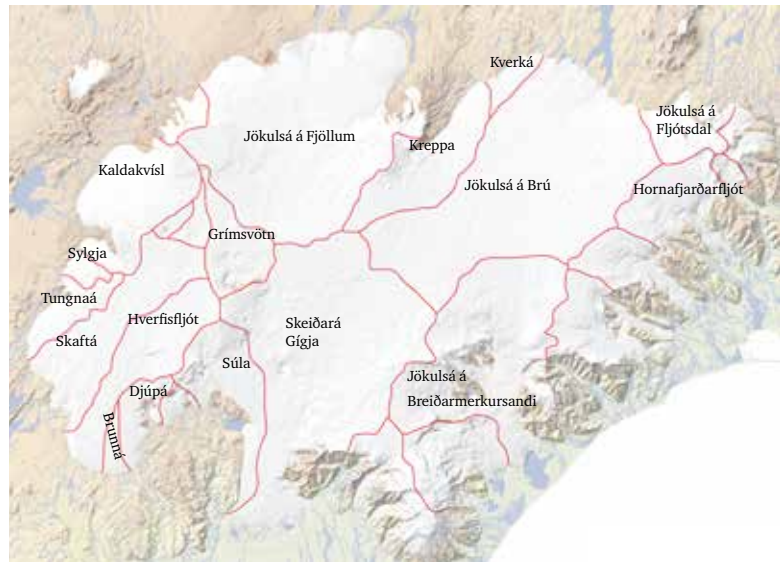 Kverká
Jökulsá á
Fljótsdal
Jökulsá á Fjöllum
Kreppa
Kaldakvísl
Jökulsá á Brú
Hornafjarðarfljót
Grímsvötn
Sylgja
Tungnaá
Hverfisfljót
Skeiðará
Gígja
Skaftá
Súla
Jökulsá á
Breiðarmerkursandi
Djúpá
Brunná